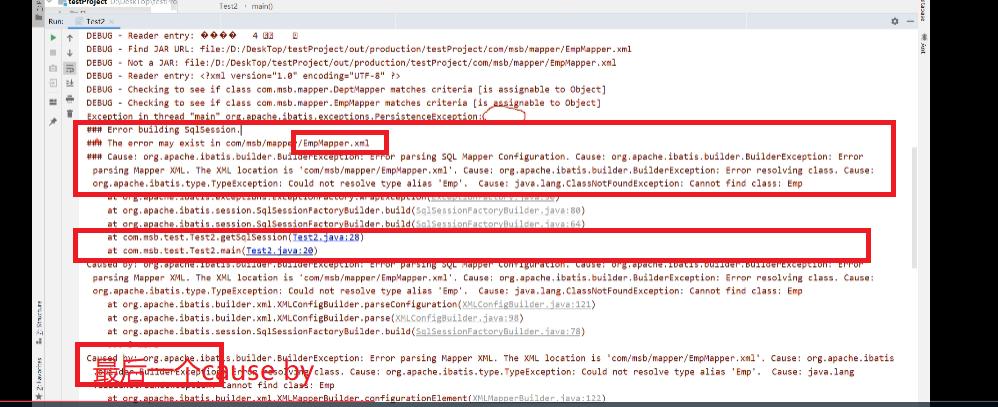 testProject D:\DeskTop\testPro
Test2 › main()
Run: Test2
DEBUG - Reader entry: ���� 4
DEBUG - Find JAR URL: file:/D:/DeskTop/testProject/out/production/testProject/com/msb/mapper/EmpMapper.xml
DEBUG - Not a JAR: file:/D:/DeskTop/testProject/out/production/testProject/com/msb/mapper/EmpMapper.xml
DEBUG - Reader entry: <?xml version="1.0" encoding="UTF-8" ?>
DEBUG - Checking to see if class com.msb.mapper.DeptMapper matches criteria [is assignable to Object]
DEBUG - Checking to see if class com.msb.mapper.EmpMapper matches criteria [is assignable to Object]
Exception in thread "main" org.apache.ibatis.exceptions.PersistenceException:
### Error building SqlSession.
### The error may exist in com/msb/mapper/EmpMapper.xml
### Cause: org.apache.ibatis.builder.BuilderException: Error parsing SQL Mapper Configuration. Cause: org.apache.ibatis.builder.BuilderException: Error
parsing Mapper XML. The XML location is 'com/msb/mapper/EmpMapper.xml'. Cause: org.apache.ibatis.builder.BuilderException: Error resolving class. Cause:
org.apache.ibatis.type.TypeException: Could not resolve type alias 'Emp'. Cause: java.lang.ClassNotFoundException: Cannot find class: Emp
at org.apache.ibatis.exceptions.ExceptionFactory.wrapException(ExceptionFactory.java:30)
at org.apache.ibatis.session.SqlSessionFactoryBuilder.build(SqlSessionFactoryBuilder.java:80)
at org.apache.ibatis.session.SqlSessionFactoryBuilder.build(SqlSessionFactoryBuilder.java:64)
at com.msb.test.Test2.getSqlSession(Test2.java:28)
at com.msb.test.Test2.main(Test2.java:20)
Caused by: org.apache.ibatis.builder.BuilderException: Error parsing SQL Mapper Configuration. Cause: org.apache.ibatis.builder.BuilderException: Error
parsing Mapper XML. The XML location is 'com/msb/mapper/EmpMapper.xml'. Cause: org.apache.ibatis.builder.BuilderException: Error resolving class. Cause:
org.apache.ibatis.type.TypeException: Could not resolve type alias 'Emp'. Cause: java.lang.ClassNotFoundException: Cannot find class: Emp
at org.apache.ibatis.builder.xml.XMLConfigBuilder.parseConfiguration(XMLConfigBuilder.java:121)
at org.apache.ibatis.builder.xml.XMLConfigBuilder.parse(XMLConfigBuilder.java:98)
at org.apache.ibatis.session.SqlSessionFactoryBuilder.build(SqlSessionFactoryBuilder.java:78)
Caused by: org.apache.ibatis.builder.BuilderException: Error parsing Mapper XML. The XML location is 'com/msb/mapper/EmpMapper.xml'. Cause: org.apache.ibatis
最后一个cause by
.builder.BuilderException: Error resolving class. Cause: org.apache.ibatis.type.TypeException: Could not resolve type alias 'Emp'. Cause: java.lang
Cannot find class: Emp
at org.apache.ibatis.builder.xml.XMLMapperBuilder.configurationElement(XMLMapperBuilder.java:122)
Z: Structure
2: Favorites
Database
Ant